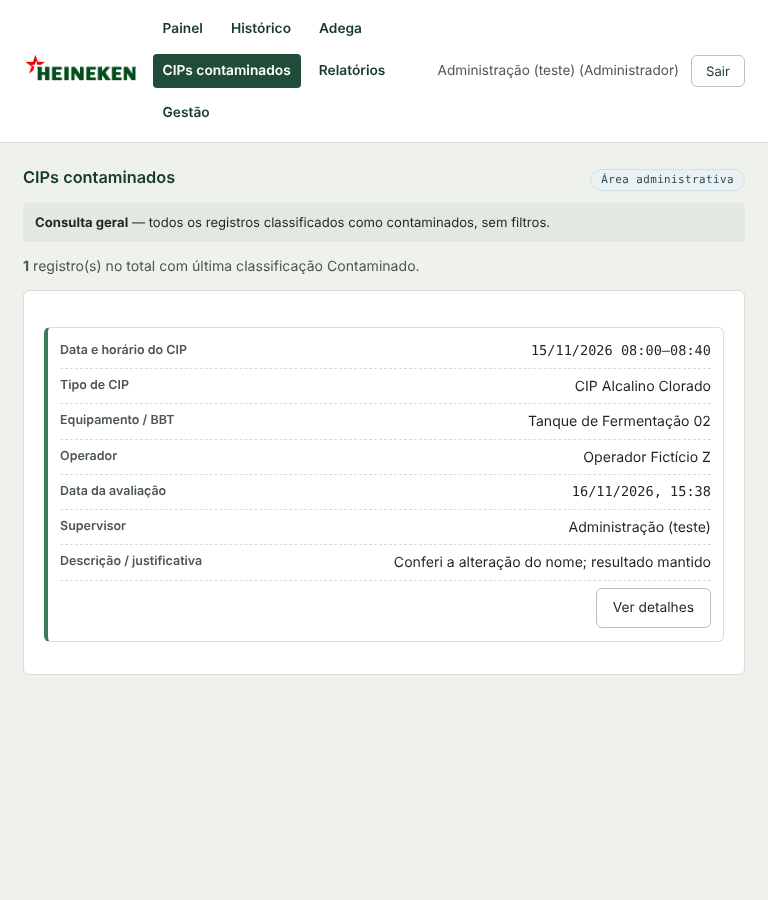 HEINEKEN
Painel
Histórico
Adega
CIPs contaminados
Relatórios
Gestão
Administração (teste) (Administrador)
Sair
CIPs contaminados
Área administrativa
Consulta geral — todos os registros classificados como contaminados, sem filtros.
1 registro(s) no total com última classificação Contaminado.
Data e horário do CIP 15/11/2026 08:00–08:40
Tipo de CIP CIP Alcalino Clorado
Equipamento / BBT Tanque de Fermentação 02
Operador Operador Fictício Z
Data da avaliação 16/11/2026, 15:38
Supervisor Administração (teste)
Descrição / justificativa Conferi a alteração do nome; resultado mantido
Ver detalhes